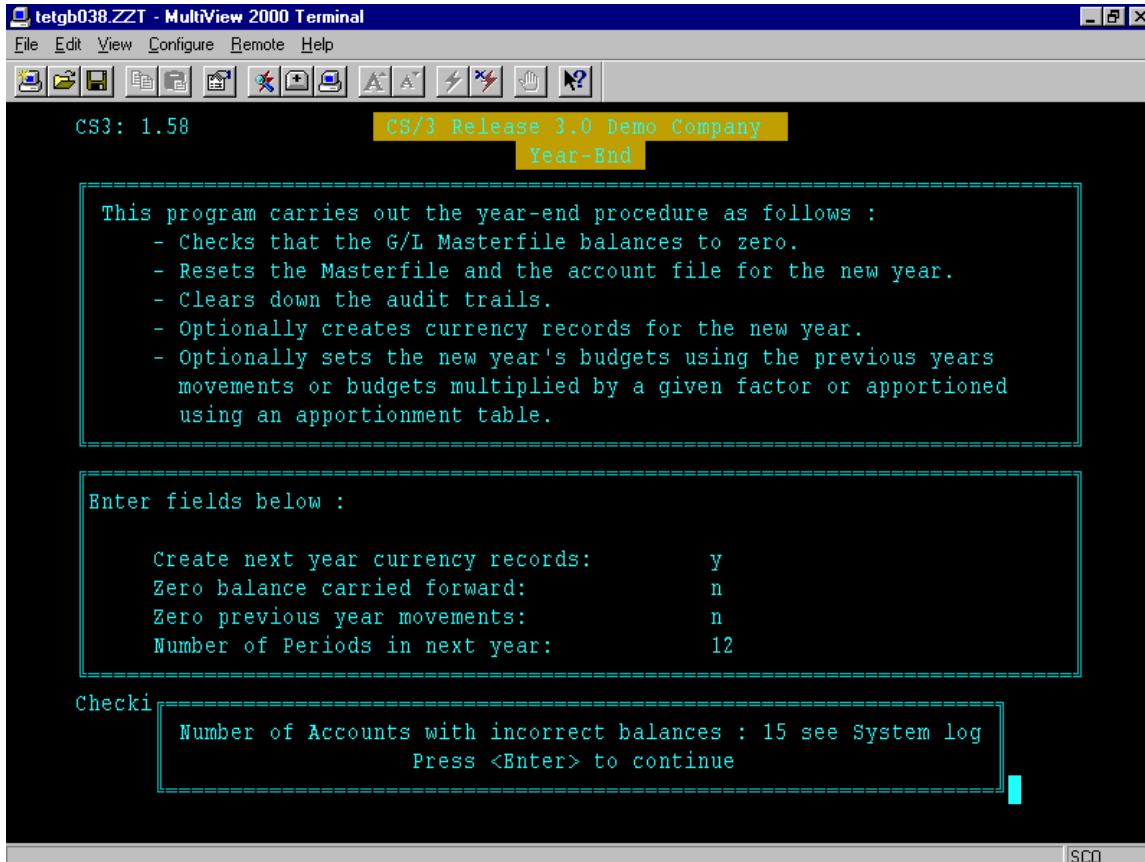 tetgb038.ZZT - MultiView 2000 Terminal
File Edit View Configure Remote Help
CS3: 1.58 CS/3 Release 3.0 Demo Company
Year-End
This program carries out the year-end procedure as follows :
- Checks that the G/L Masterfile balances to zero.
- Resets the Masterfile and the account file for the new year.
- Clears down the audit trails.
- Optionally creates currency records for the new year.
- Optionally sets the new year's budgets using the previous years
movements or budgets multiplied by a given factor or apportioned
using an apportionment table.
Enter fields below :
Create next year currency records: y
Zero balance carried forward: n
Zero previous year movements: n
Number of Periods in next year: 12
Checki
Number of Accounts with incorrect balances : 15 see System log
Press <Enter> to continue
SCO